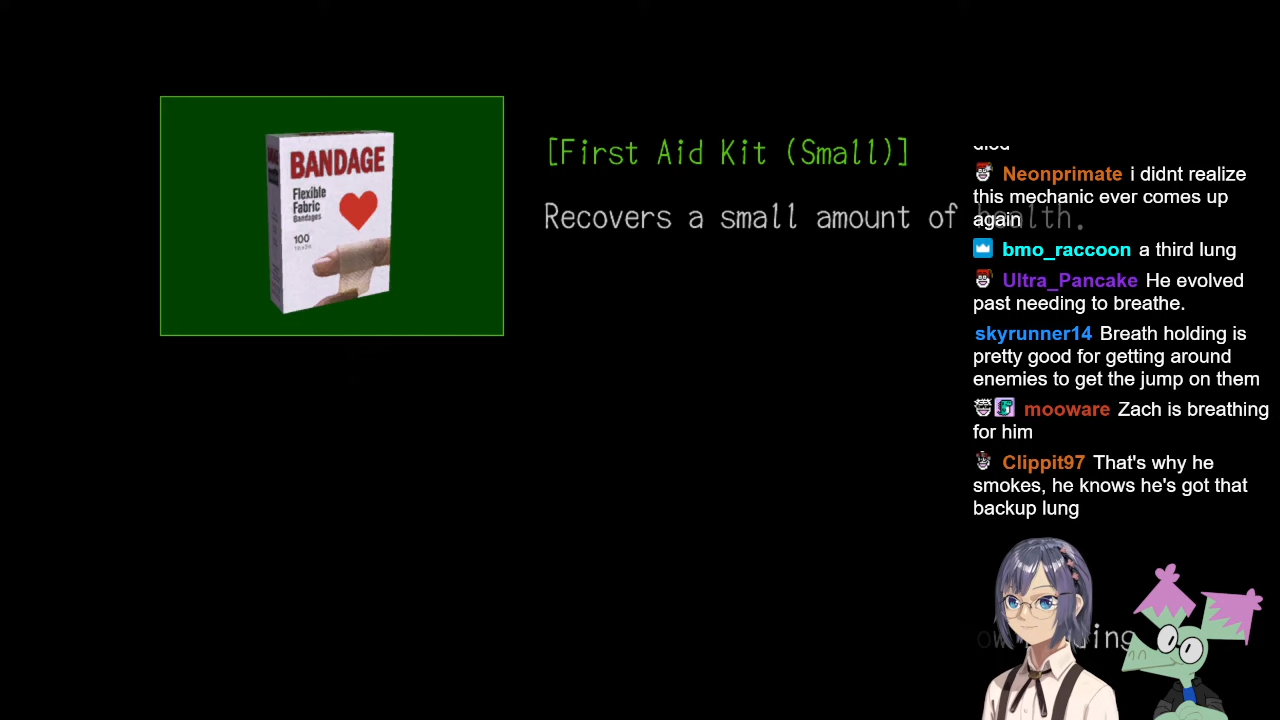 BANDAGE
Flexible
Fabric
Bandages
100
[First Aid Kit (Small)]
Recovers a small amount of health.
died
Neonprimate i didnt realize
this mechanic ever comes up
again
bmo_raccoon a third lung
Ultra_Pancake He evolved
past needing to breathe.
skyrunner14 Breath holding is
pretty good for getting around
enemies to get the jump on them
mooware Zach is breathing
for him
Clippit97 That's why he
smokes, he knows he's got that
backup lung